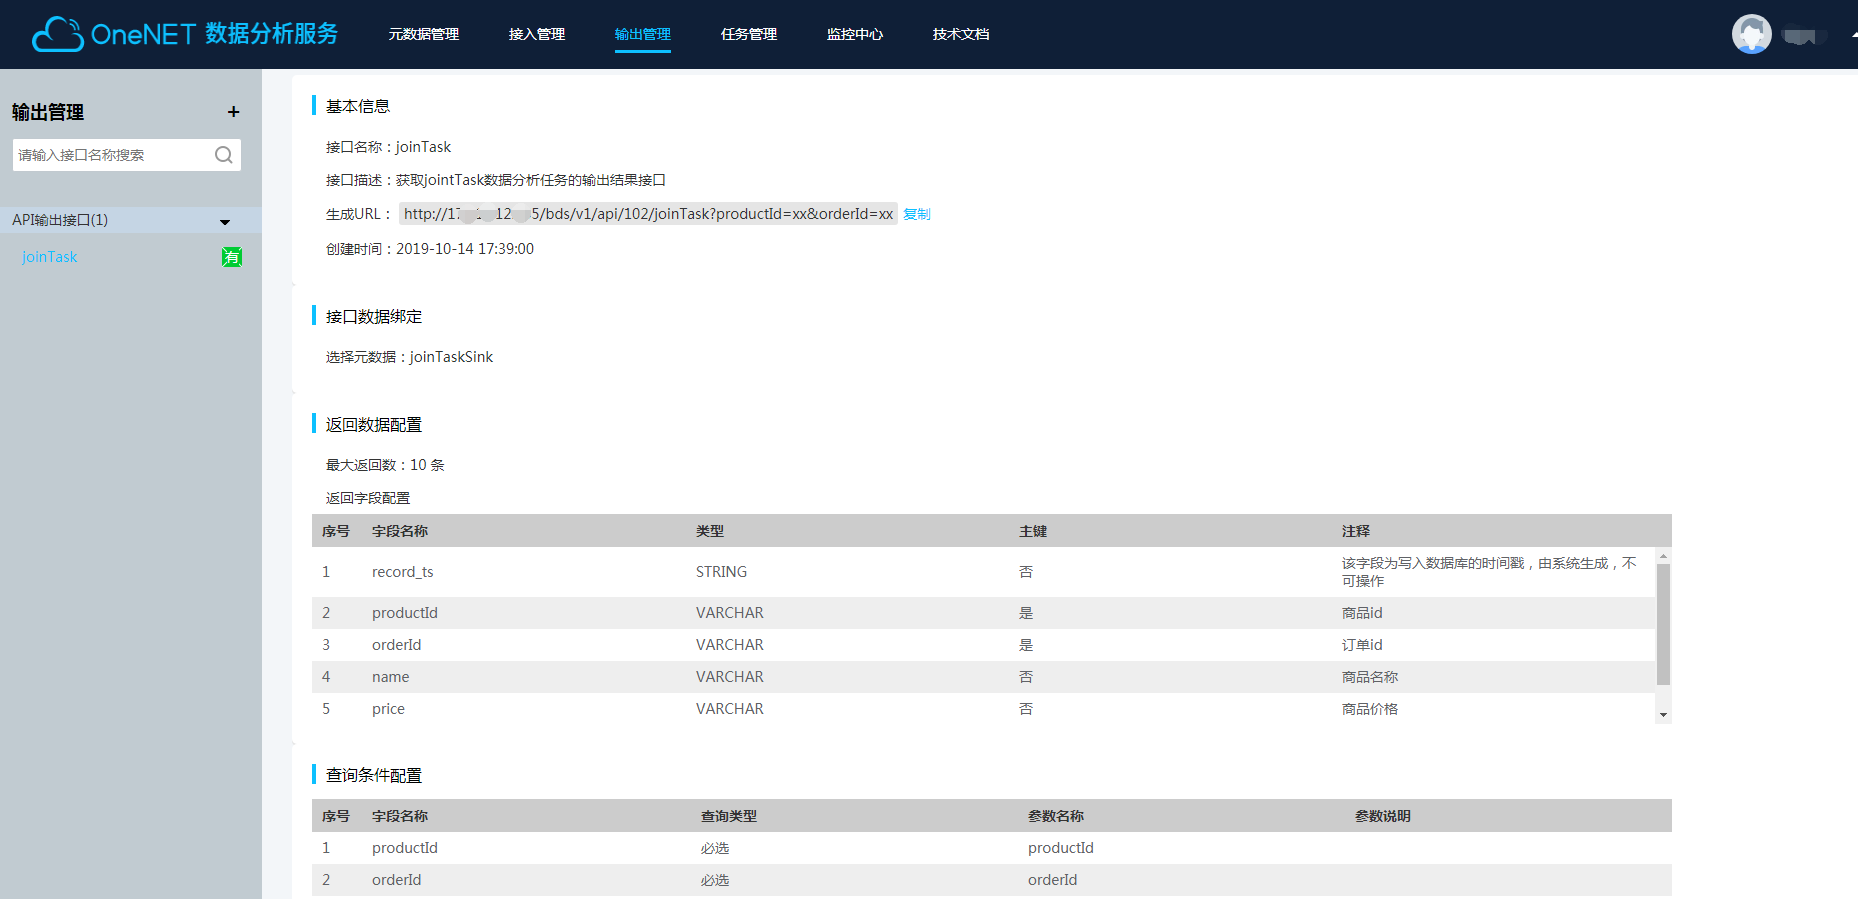 OneNET 数据分析服务
元数据管理 接入管理 输出管理 任务管理 监控中心 技术文档
输出管理 +
请输入接口名称搜索
API输出接口(1)
joinTask 有
基本信息
接口名称：joinTask
接口描述：获取jointTask数据分析任务的输出结果接口
生成URL： http://17 12 5/bds/v1/api/102/joinTask?productId=xx&orderId=xx 复制
创建时间：2019-10-14 17:39:00
接口数据绑定
选择元数据：joinTaskSink
返回数据配置
最大返回数：10 条
返回字段配置
序号 字段名称 类型 主键 注释
1 record_ts STRING 否 该字段为写入数据库的时间戳，由系统生成，不
可操作
2 productId VARCHAR 是 商品id
3 orderId VARCHAR 是 订单id
4 name VARCHAR 否 商品名称
5 price VARCHAR 否 商品价格
查询条件配置
序号 字段名称 查询类型 参数名称 参数说明
1 productId 必选 productId
2 orderId 必选 orderId